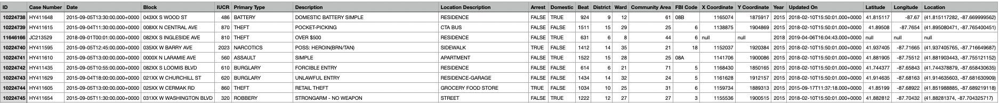 ID Case Number Date Block IUCR Primary Type Description Location Description Arrest Domestic Beat District Ward Community Area FBI Code X Coordinate Y Coordinate Year Updated On Latitude Longitude Location
10224738 HY411648 2015-09-05T13:30:00.000+0000 043XX S WOOD ST 486 BATTERY DOMESTIC BATTERY SIMPLE RESIDENCE FALSE TRUE 924 9 12 61 08B 1165074 1875917 2015 2018-02-10T15:50:01.000+0000 41.815117 -87.67 (41.815117282, -87.669999562)
10224739 HY411615 2015-09-04T11:30:00.000+0000 008XX N CENTRAL AVE 870 THEFT POCKET-PICKING CTA BUS FALSE FALSE 1511 15 29 25 6 1138875 1904869 2015 2018-02-10T15:50:01.000+0000 41.89508 -87.7654 (41.895080471, -87.765400451)
11646166 JC213529 2018-09-01T00:01:00.000+0000 082XX S INGLESIDE AVE 810 THEFT OVER $500 RESIDENCE FALSE TRUE 631 6 8 44 6 null null 2018 2019-04-06T16:04:43.000+0000 null null null
10224740 HY411595 2015-09-05T12:45:00.000+0000 035XX W BARRY AVE 2023 NARCOTICS POSS: HEROIN(BRN/TAN) SIDEWALK TRUE FALSE 1412 14 35 21 18 1152037 1920384 2015 2018-02-10T15:50:01.000+0000 41.937405 -87.71665 (41.937405765, -87.716649687)
10224741 HY411610 2015-09-05T13:00:00.000+0000 0000X N LARAMIE AVE 560 ASSAULT SIMPLE APARTMENT FALSE TRUE 1522 15 28 25 08A 1141706 1900086 2015 2018-02-10T15:50:01.000+0000 41.881905 -87.75512 (41.881903443, -87.755121152)
10224742 HY411435 2015-09-05T10:55:00.000+0000 082XX S LOOMIS BLVD 610 BURGLARY FORCIBLE ENTRY RESIDENCE FALSE FALSE 614 6 21 71 5 1168430 1850165 2015 2018-02-10T15:50:01.000+0000 41.744377 -87.65843 (41.744378879, -87.658430635)
10224743 HY411629 2015-09-04T18:00:00.000+0000 021XX W CHURCHILL ST 620 BURGLARY UNLAWFUL ENTRY RESIDENCE-GARAGE FALSE FALSE 1434 14 32 24 5 1161628 1912157 2015 2018-02-10T15:50:01.000+0000 41.914635 -87.68163 (41.914635603, -87.681630909)
10224744 HY411605 2015-09-05T13:00:00.000+0000 025XX W CERMAK RD 860 THEFT RETAIL THEFT GROCERY FOOD STORE TRUE FALSE 1034 10 25 31 6 1159734 1889313 2015 2015-09-17T11:37:18.000+0000 41.85199 -87.68922 (41.851988885, -87.689219118)
10224745 HY411654 2015-09-05T11:30:00.000+0000 031XX W WASHINGTON BLVD 320 ROBBERY STRONGARM - NO WEAPON STREET FALSE TRUE 1222 12 27 27 3 1155536 1900515 2015 2018-02-10T15:50:01.000+0000 41.882812 -87.70432 (41.88281374, -87.704325717)